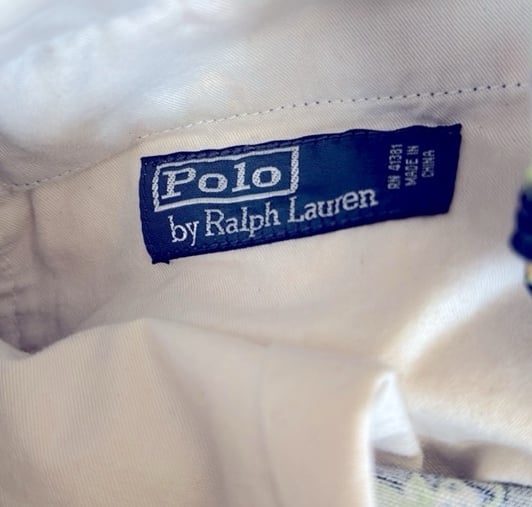 Polo
by Ralph Lauren
RN 41381
MADE IN
CHINA